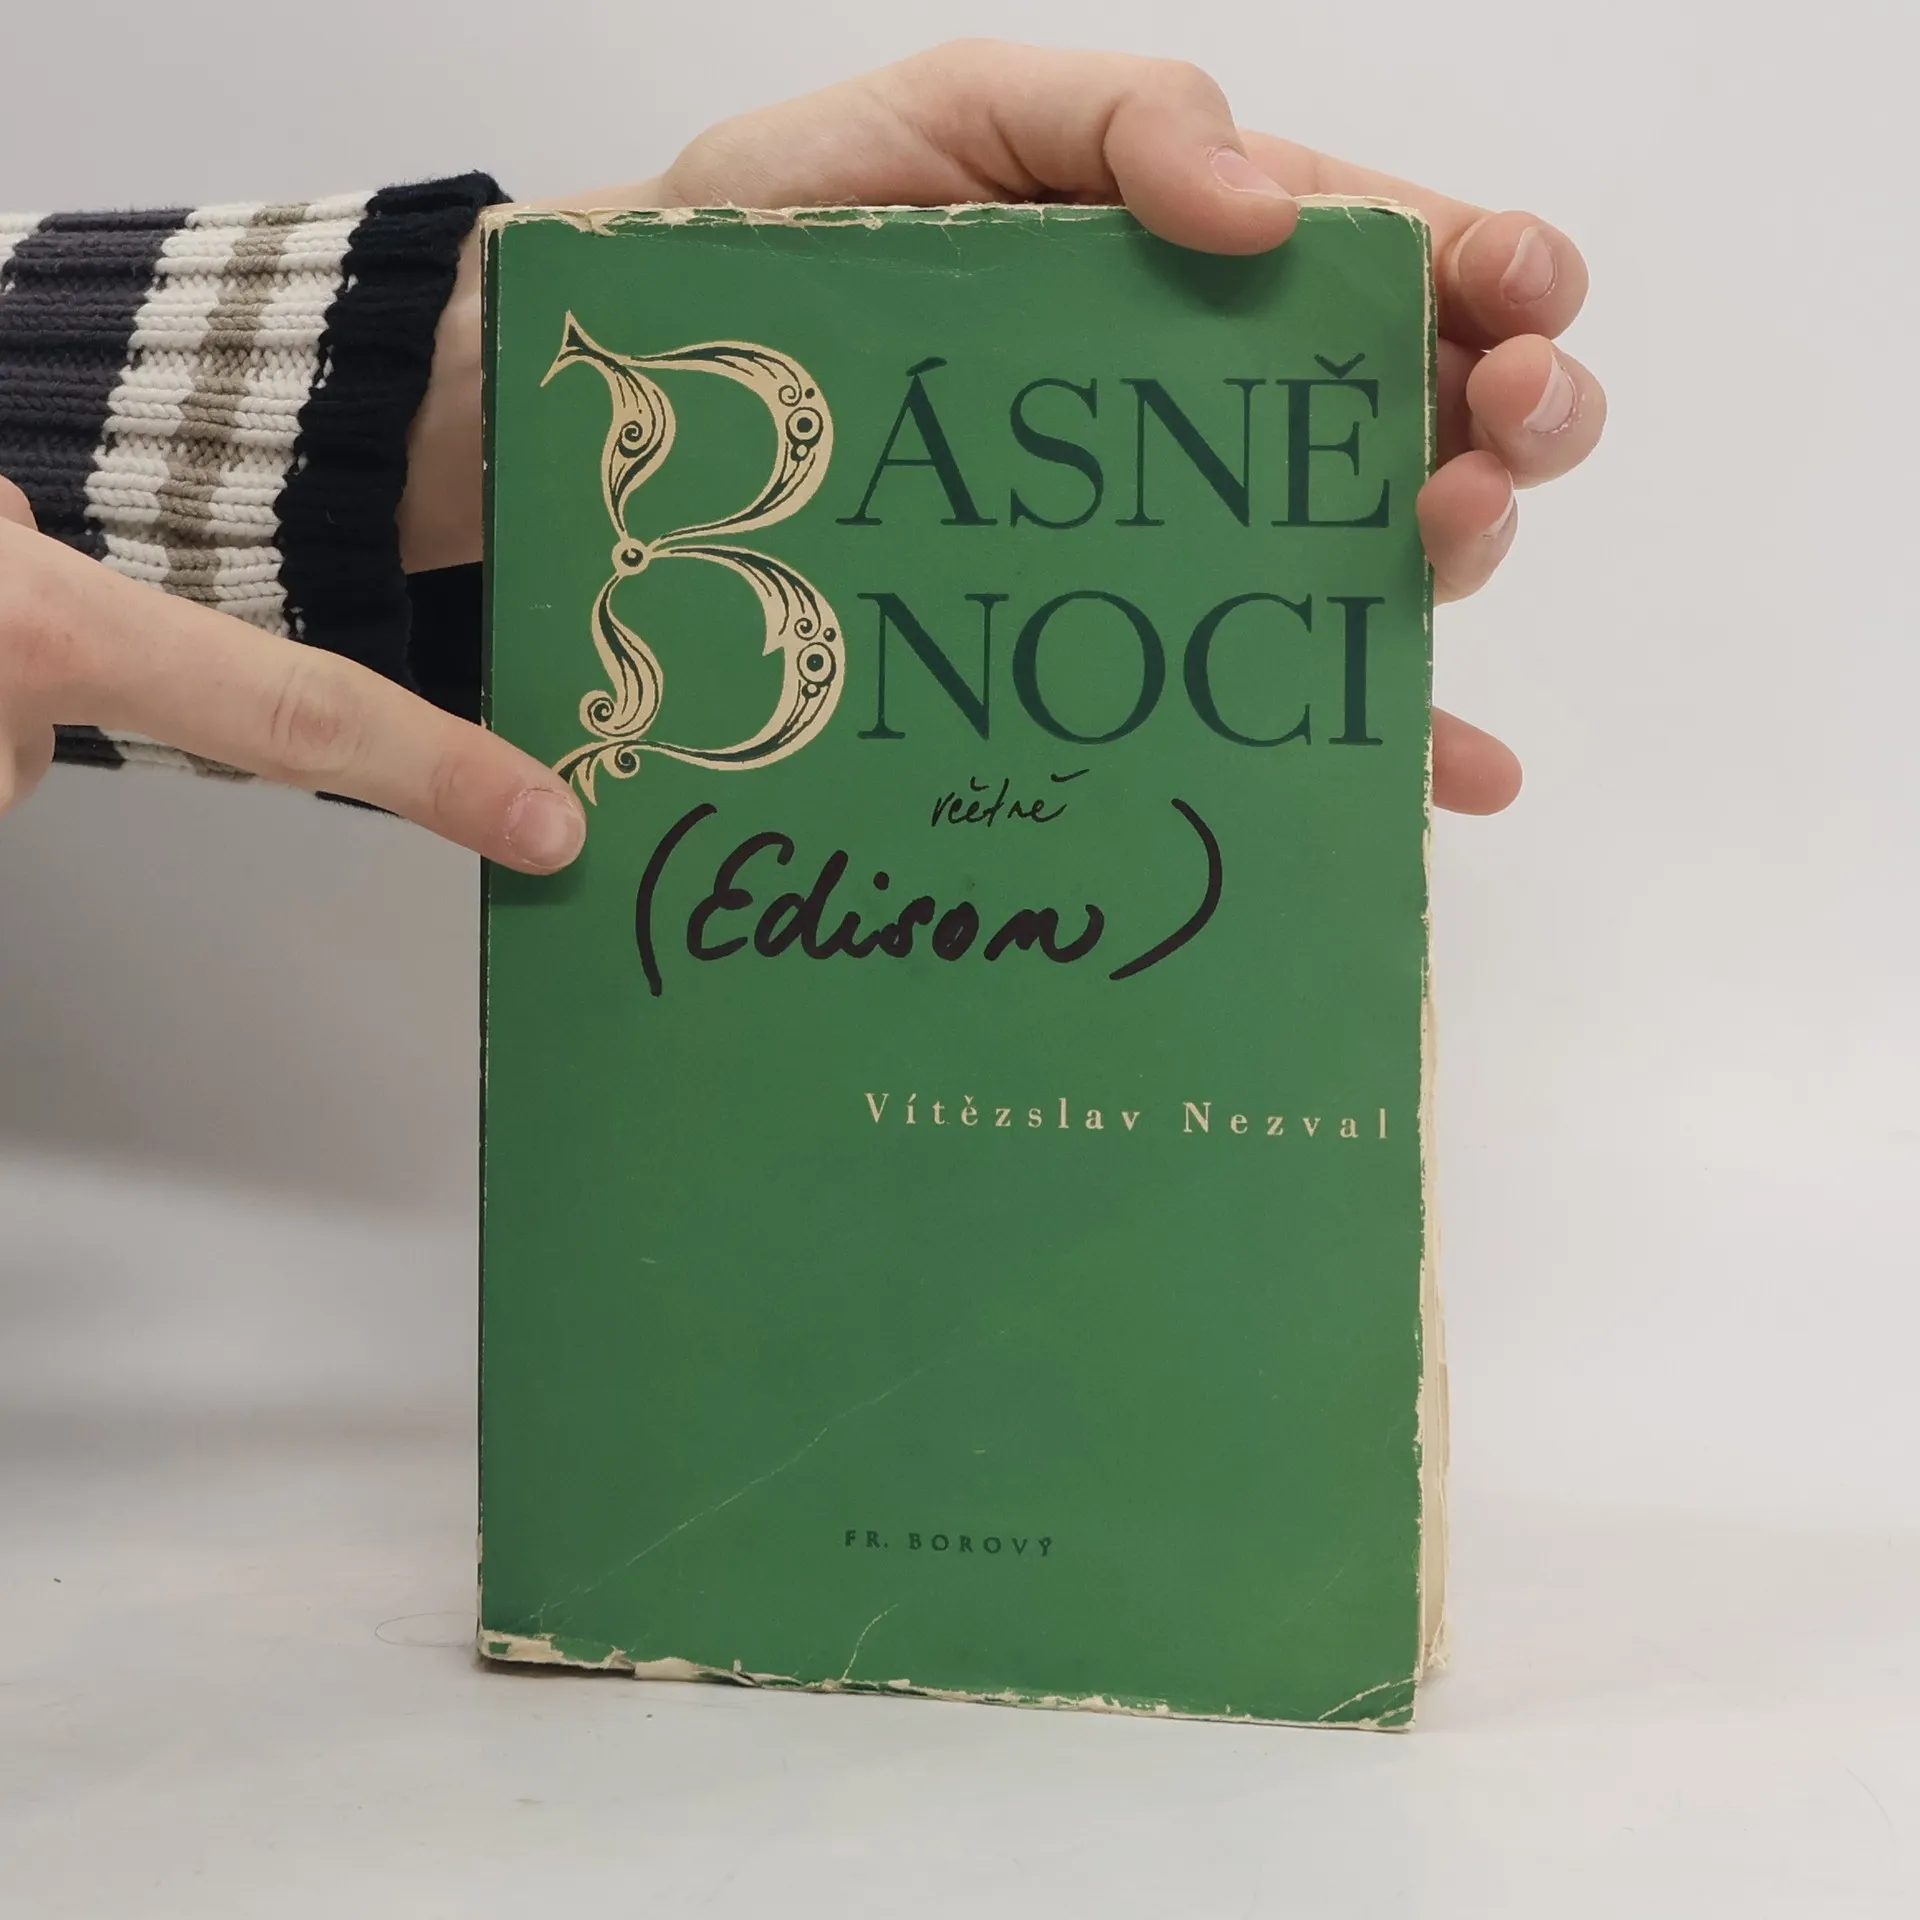 BÁSNĚ
NOCI
včetně
(Edison)
Vítězslav Nezval
FR. BOROVÝ